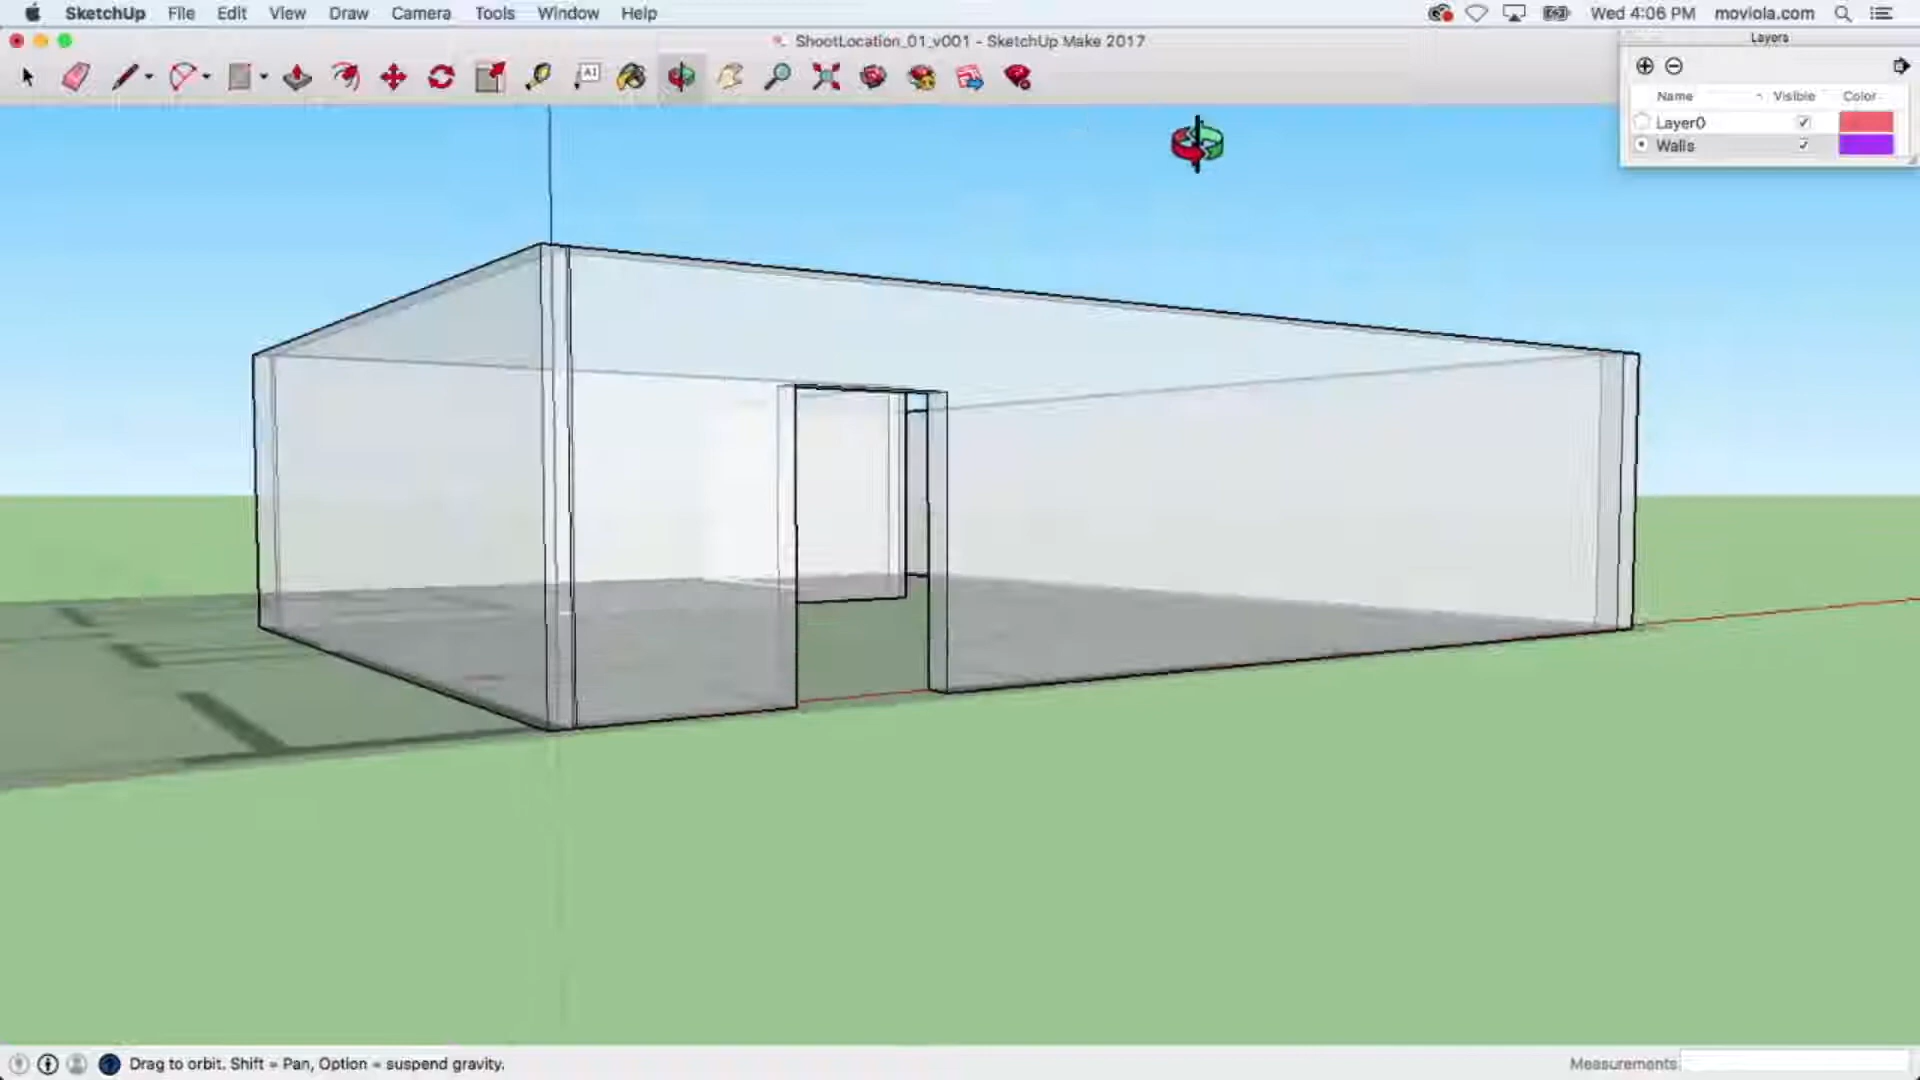 SketchUp File Edit View Draw Camera Tools Window Help Wed 4:06 PM moviola.com
ShootLocation_01_v001 - SketchUp Make 2017
Layers
A1
Name Visible Color
Layer0
Walls
Drag to orbit. Shift = Pan, Option = suspend gravity.
Measurements